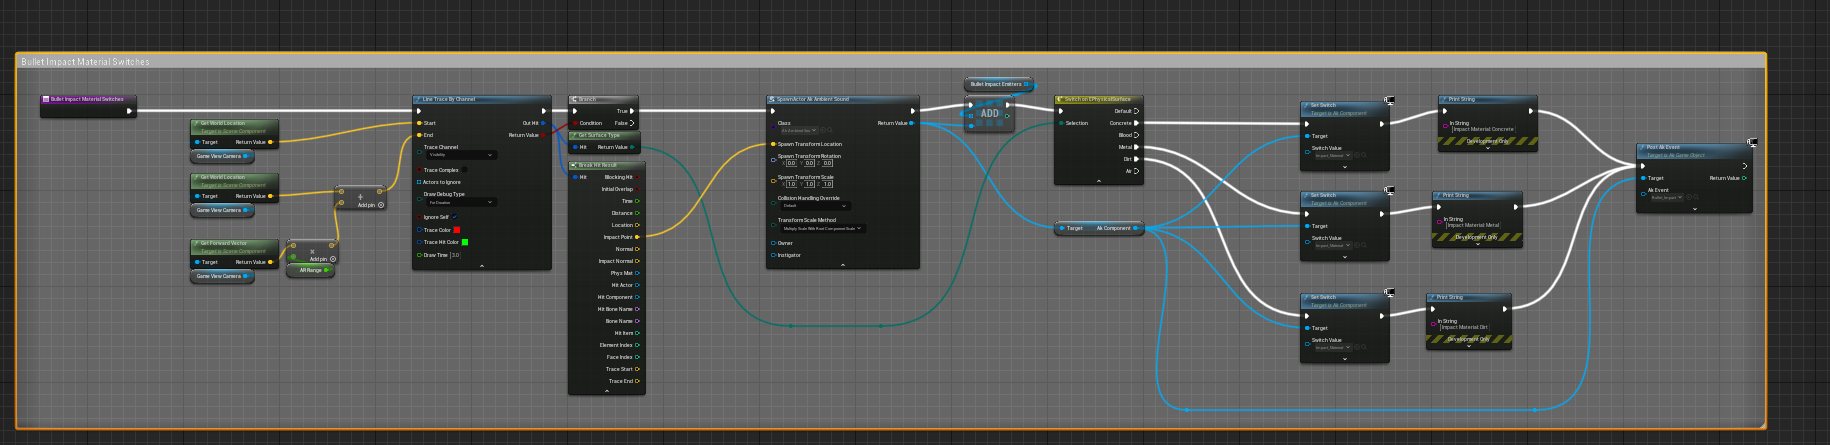 Bullet Impact Material Switches
Bullet Impact Material Switches
Get World Location
Target is Scene Component
Target
Return Value
Game View Camera
Get World Location
Target is Scene Component
Target
Return Value
Game View Camera
Get Forward Vector
Target is Scene Component
Target
Return Value
Game View Camera
Add pin
Add pin
AR Range
Line Trace By Channel
Start
Out Hit
End
Return Value
Trace Channel
Visibility
Trace Complex
Actors to Ignore
Draw Debug Type
For Duration
Ignore Self
Trace Color
Trace Hit Color
Draw Time
Branch
True
Condition
False
Get Surface Type
Hit
Return Value
Break Hit Result
Hit
Blocking Hit
Initial Overlap
Time
Distance
Location
Impact Point
Normal
Impact Normal
Phys Mat
Hit Actor
Hit Component
Hit Bone Name
Bone Name
Hit Item
Element Index
Face Index
Trace Start
Trace End
SpawnActor Ak Ambient Sound
Class
Return Value
Spawn Transform Location
Spawn Transform Rotation
X 0.0 Y 0.0 Z 0.0
Spawn Transform Scale
X 1.0 Y 1.0 Z 1.0
Collision Handling Override
Default
Transform Scale Method
Multiply Scale With Root Component Scale
Owner
Instigator
Bullet Impact Emitters
ADD
Switch on EPhysicalSurface
Default
Selection
Concrete
Blood
Metal
Dirt
Air
Target
Ak Component
Set Switch
Target is Ak Component
Target
Switch Value
Impact_Material
Print String
In String
Impact Material Concrete
Development Only
Set Switch
Target is Ak Component
Target
Switch Value
Impact_Material
Print String
In String
Impact Material Metal
Development Only
Set Switch
Target is Ak Component
Target
Switch Value
Impact_Material
Print String
In String
Impact Material Dirt
Development Only
Post Ak Event
Target is Ak Game Object
Target
Return Value
Ak Event
Bullet_Impact